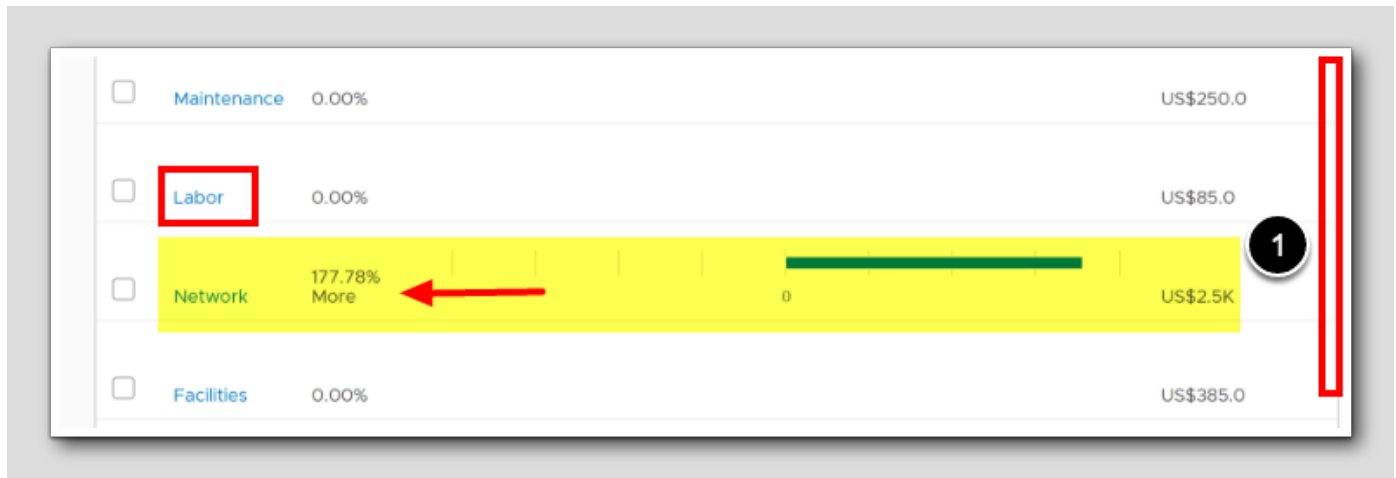 Maintenance 0.00% US$250.0
Labor 0.00% US$85.0
1
177.78%
Network More 0 US$2.5K
Facilities 0.00% US$385.0